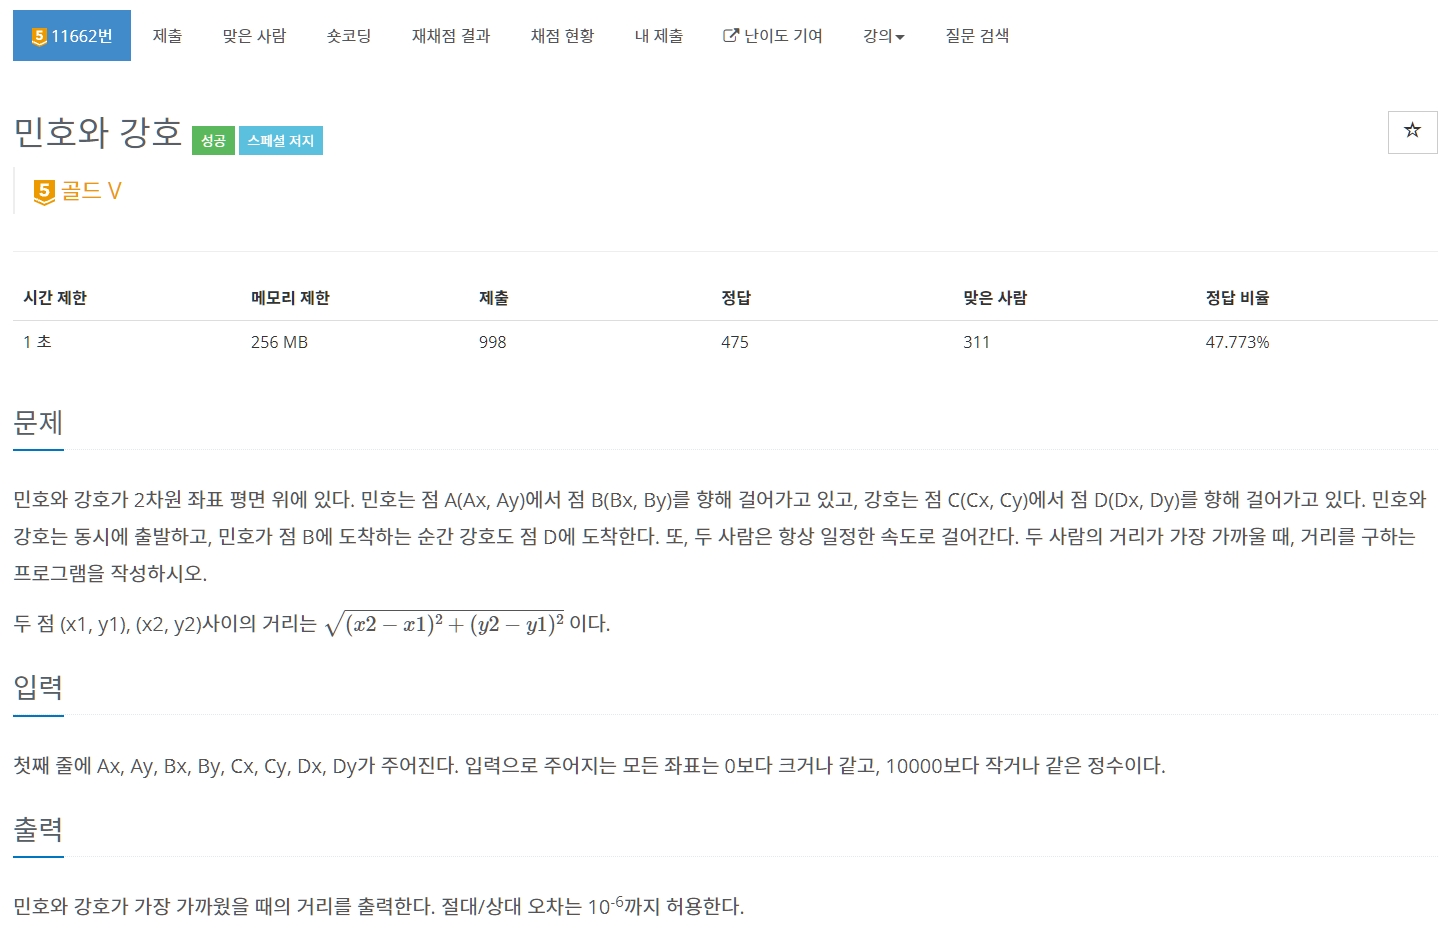 5 11662번 제출 맞은 사람 숏코딩 재채점 결과 채점 현황 내 제출 난이도 기여 강의 질문 검색
민호와 강호 성공 스페셜 저지
5 골드 V
시간 제한 메모리 제한 제출 정답 맞은 사람 정답 비율
1 초 256 MB 998 475 311 47.773%
문제
민호와 강호가 2차원 좌표 평면 위에 있다. 민호는 점 A(Ax, Ay)에서 점 B(Bx, By)를 향해 걸어가고 있고, 강호는 점 C(Cx, Cy)에서 점 D(Dx, Dy)를 향해 걸어가고 있다. 민호와
강호는 동시에 출발하고, 민호가 점 B에 도착하는 순간 강호도 점 D에 도착한다. 또, 두 사람은 항상 일정한 속도로 걸어간다. 두 사람의 거리가 가장 가까울 때, 거리를 구하는
프로그램을 작성하시오.
두 점 (x1, y1), (x2, y2)사이의 거리는 √(x2 − x1)² + (y2 − y1)² 이다.
입력
첫째 줄에 Ax, Ay, Bx, By, Cx, Cy, Dx, Dy가 주어진다. 입력으로 주어지는 모든 좌표는 0보다 크거나 같고, 10000보다 작거나 같은 정수이다.
출력
민호와 강호가 가장 가까웠을 때의 거리를 출력한다. 절대/상대 오차는 10⁻⁶까지 허용한다.